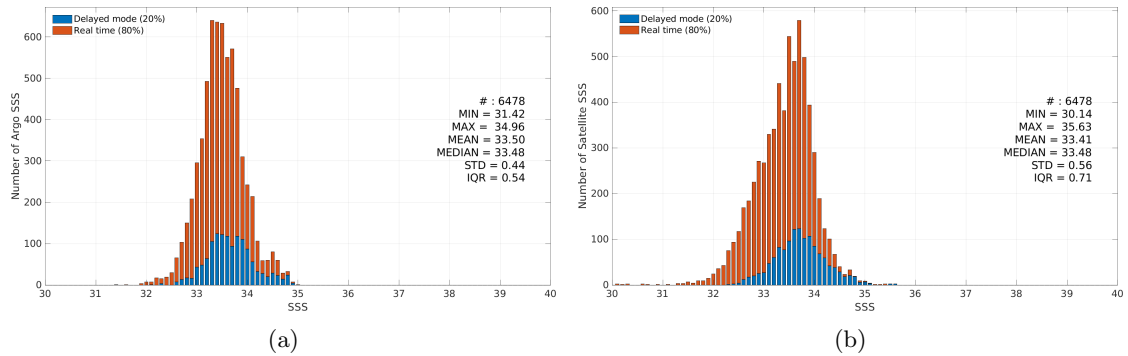 Delayed mode (20%)
Real time (80%)
Number of Argo SSS
600
500
400
300
200
100
0
# : 6478
MIN = 31.42
MAX = 34.96
MEAN = 33.50
MEDIAN = 33.48
STD = 0.44
IQR = 0.54
30 31 32 33 34 35 36 37 38 39 40
SSS
(a)
Delayed mode (20%)
Real time (80%)
Number of Satellite SSS
600
500
400
300
200
100
0
# : 6478
MIN = 30.14
MAX = 35.63
MEAN = 33.41
MEDIAN = 33.48
STD = 0.56
IQR = 0.71
30 31 32 33 34 35 36 37 38 39 40
SSS
(b)